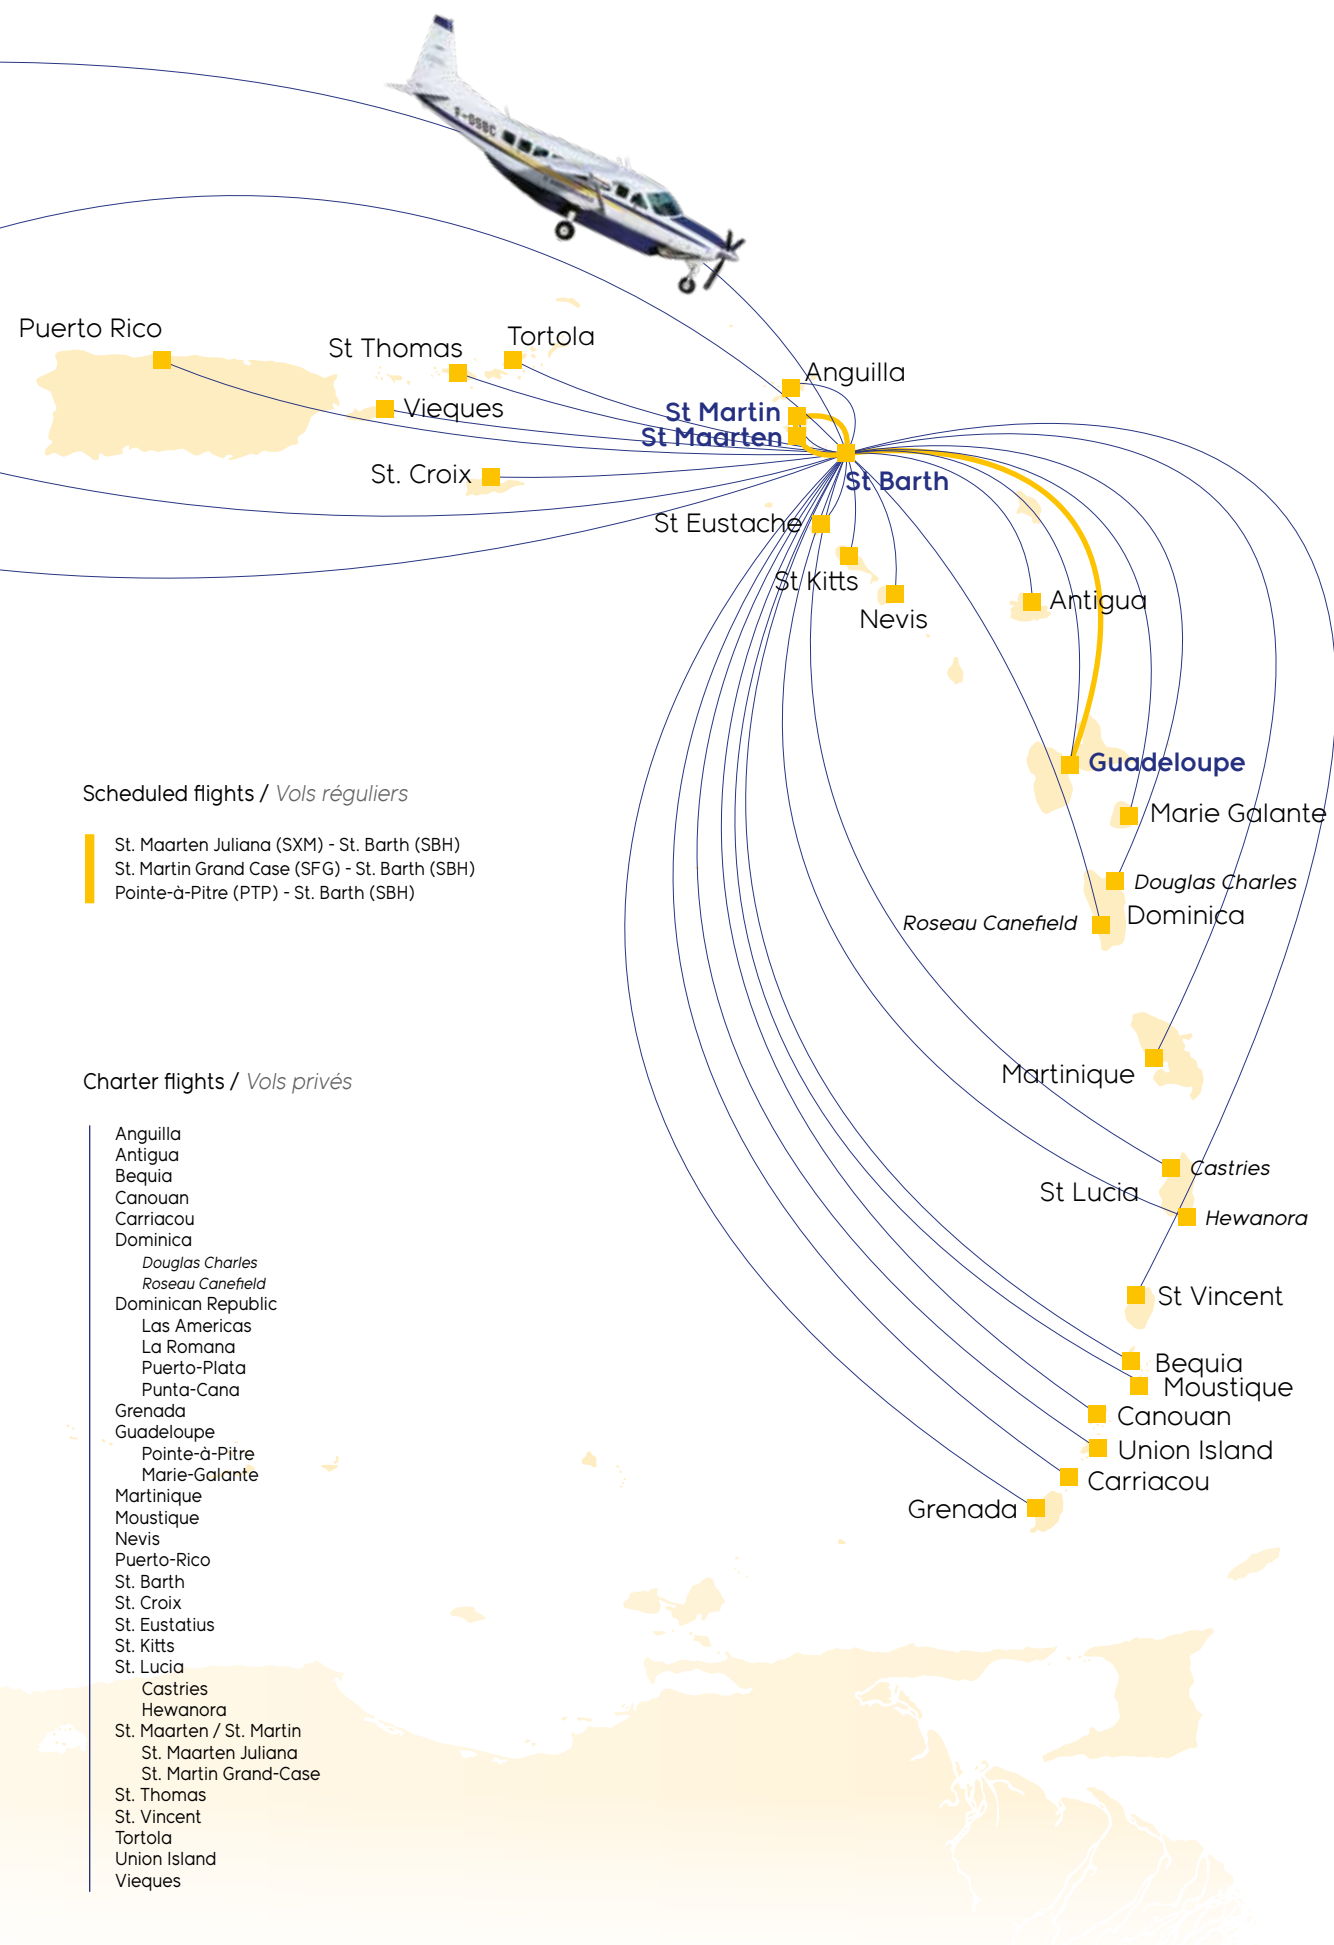 F-OSBC
Puerto Rico
St Thomas
Tortola
Anguilla
Vieques
St Martin
St Maarten
St. Croix
St Barth
St Eustache
St Kitts
Nevis
Antigua
Guadeloupe
Marie Galante
Douglas Charles
Dominica
Roseau Canefield
Martinique
Castries
St Lucia
Hewanora
St Vincent
Bequia
Moustique
Canouan
Union Island
Carriacou
Grenada
Scheduled flights / Vols réguliers
St. Maarten Juliana (SXM) - St. Barth (SBH)
St. Martin Grand Case (SFG) - St. Barth (SBH)
Pointe-à-Pitre (PTP) - St. Barth (SBH)
Charter flights / Vols privés
Anguilla
Antigua
Bequia
Canouan
Carriacou
Dominica
Douglas Charles
Roseau Canefield
Dominican Republic
Las Americas
La Romana
Puerto-Plata
Punta-Cana
Grenada
Guadeloupe
Pointe-à-Pitre
Marie-Galante
Martinique
Moustique
Nevis
Puerto-Rico
St. Barth
St. Croix
St. Eustatius
St. Kitts
St. Lucia
Castries
Hewanora
St. Maarten / St. Martin
St. Maarten Juliana
St. Martin Grand-Case
St. Thomas
St. Vincent
Tortola
Union Island
Vieques